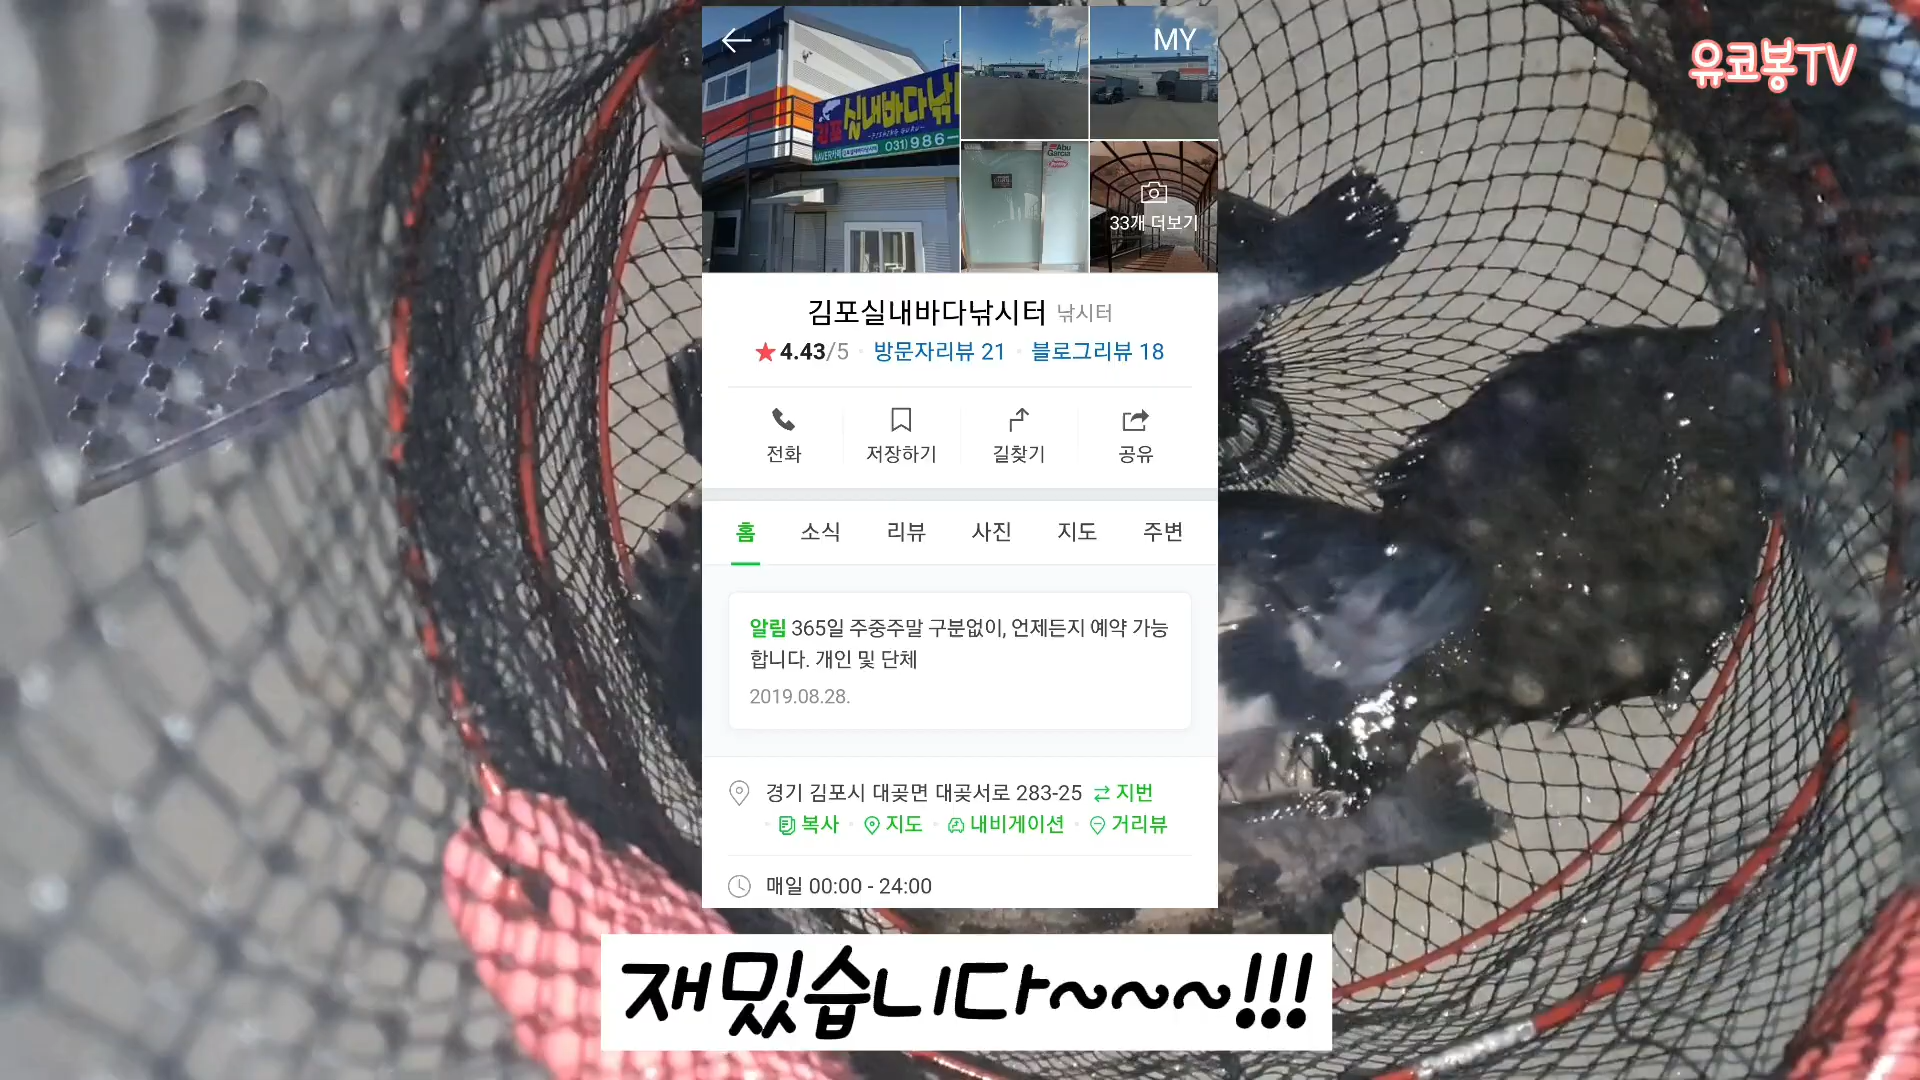 유코봉TV
MY
김포 실내바다낚
-FISHING GURU-
031)986-
Abu
Garcia
33개 더보기
김포실내바다낚시터 낚시터
4.43/5 · 방문자리뷰 21 · 블로그리뷰 18
전화 저장하기 길찾기 공유
홈 소식 리뷰 사진 지도 주변
알림 365일 주중주말 구분없이, 언제든지 예약 가능
합니다. 개인 및 단체
2019.08.28.
경기 김포시 대곶면 대곶서로 283-25 지번
복사 · 지도 · 내비게이션 · 거리뷰
매일 00:00 - 24:00
재밌습니다~~~!!!